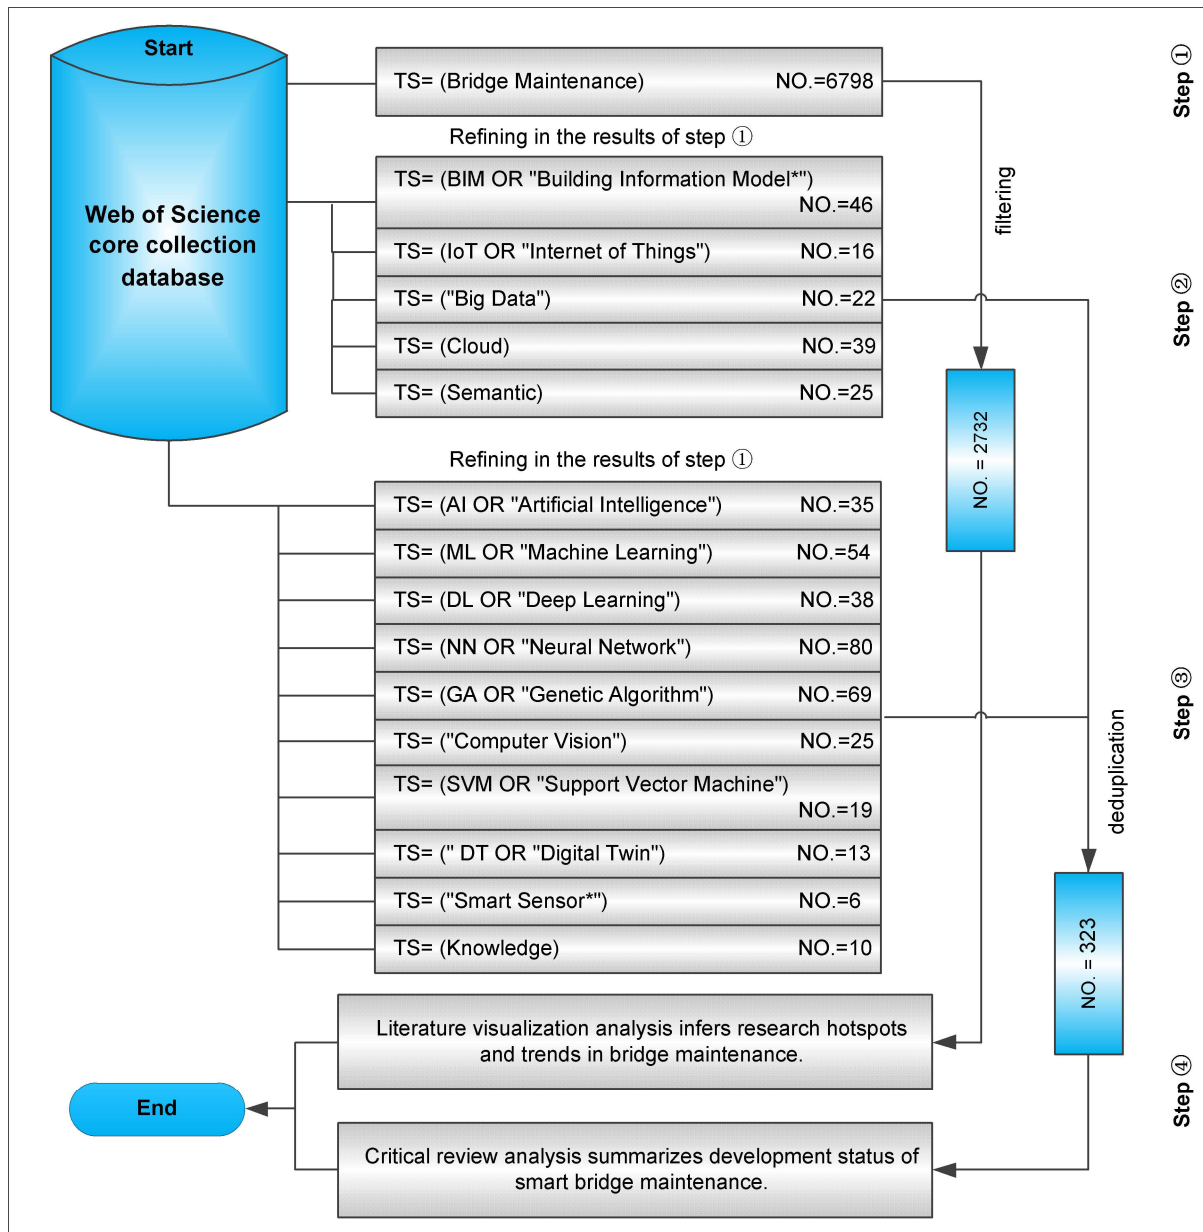 Start
Web of Science
core collection
database
TS= (Bridge Maintenance) NO.=6798
Step ①
Refining in the results of step ①
TS= (BIM OR "Building Information Model*")
NO.=46
TS= (IoT OR "Internet of Things") NO.=16
TS= ("Big Data") NO.=22
TS= (Cloud) NO.=39
TS= (Semantic) NO.=25
filtering
Step ②
NO. = 2732
Refining in the results of step ①
TS= (AI OR "Artificial Intelligence") NO.=35
TS= (ML OR "Machine Learning") NO.=54
TS= (DL OR "Deep Learning") NO.=38
TS= (NN OR "Neural Network") NO.=80
TS= (GA OR "Genetic Algorithm") NO.=69
TS= ("Computer Vision") NO.=25
TS= (SVM OR "Support Vector Machine")
NO.=19
TS= (" DT OR "Digital Twin") NO.=13
TS= ("Smart Sensor*") NO.=6
TS= (Knowledge) NO.=10
Step ③
deduplication
NO. = 323
Literature visualization analysis infers research hotspots
and trends in bridge maintenance.
Step ④
End
Critical review analysis summarizes development status of
smart bridge maintenance.